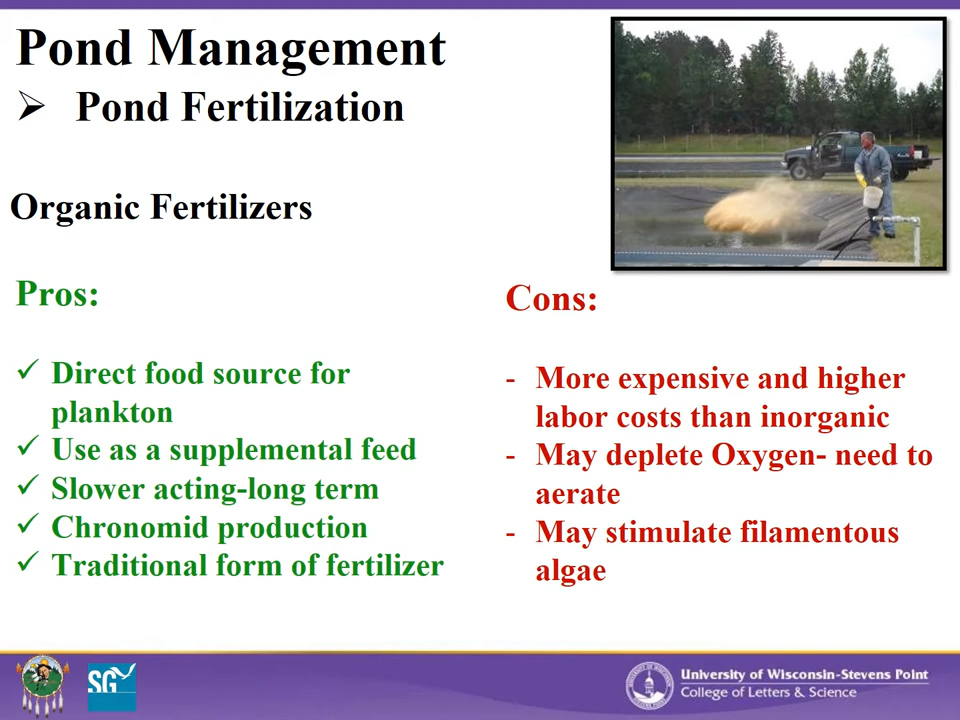 Pond Management
➢ Pond Fertilization
Organic Fertilizers
Pros:
✓ Direct food source for
plankton
✓ Use as a supplemental feed
✓ Slower acting-long term
✓ Chronomid production
✓ Traditional form of fertilizer
Cons:
- More expensive and higher
labor costs than inorganic
- May deplete Oxygen- need to
aerate
- May stimulate filamentous
algae
SG
University of Wisconsin-Stevens Point
College of Letters & Science